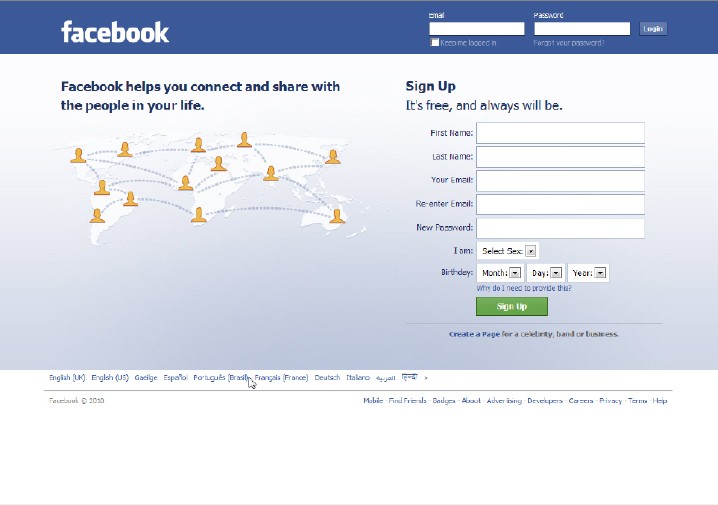 facebook
Email
Password
Login
Keep me logged in
Forgot your password?
Facebook helps you connect and share with
the people in your life.
Sign Up
It's free, and always will be.
First Name:
Last Name:
Your Email:
Re-enter Email:
New Password:
I am: Select Sex:
Birthday: Month: Day: Year:
Why do I need to provide this?
Sign Up
Create a Page for a celebrity, band or business.
English (UK) English (US) Gaeilge Español Português (Brasil) Français (France) Deutsch Italiano العربية हिन्दी »
Facebook © 2010
Mobile · Find Friends · Badges · About · Advertising · Developers · Careers · Privacy · Terms · Help